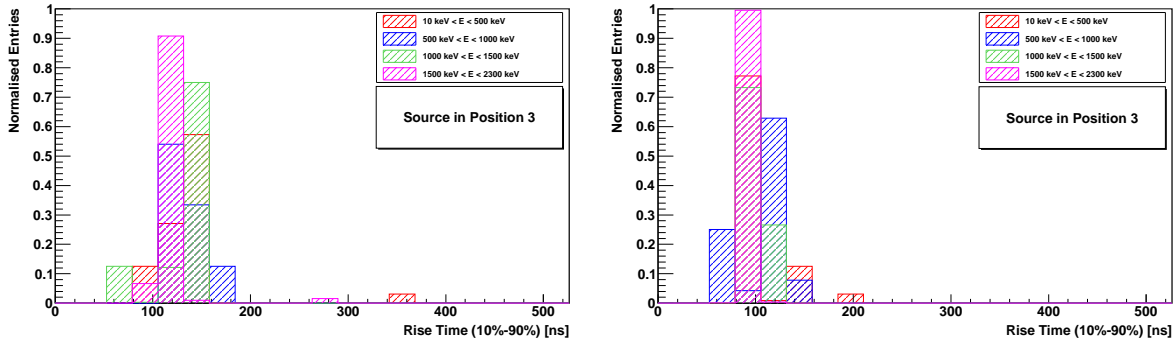 Normalised Entries
1
0.9
0.8
0.7
0.6
0.5
0.4
0.3
0.2
0.1
0
10 keV < E < 500 keV
500 keV < E < 1000 keV
1000 keV < E < 1500 keV
1500 keV < E < 2300 keV
Source in Position 3
0 100 200 300 400 500
Rise Time (10%-90%) [ns]
Normalised Entries
1
0.9
0.8
0.7
0.6
0.5
0.4
0.3
0.2
0.1
0
10 keV < E < 500 keV
500 keV < E < 1000 keV
1000 keV < E < 1500 keV
1500 keV < E < 2300 keV
Source in Position 3
0 100 200 300 400 500
Rise Time (10%-90%) [ns]